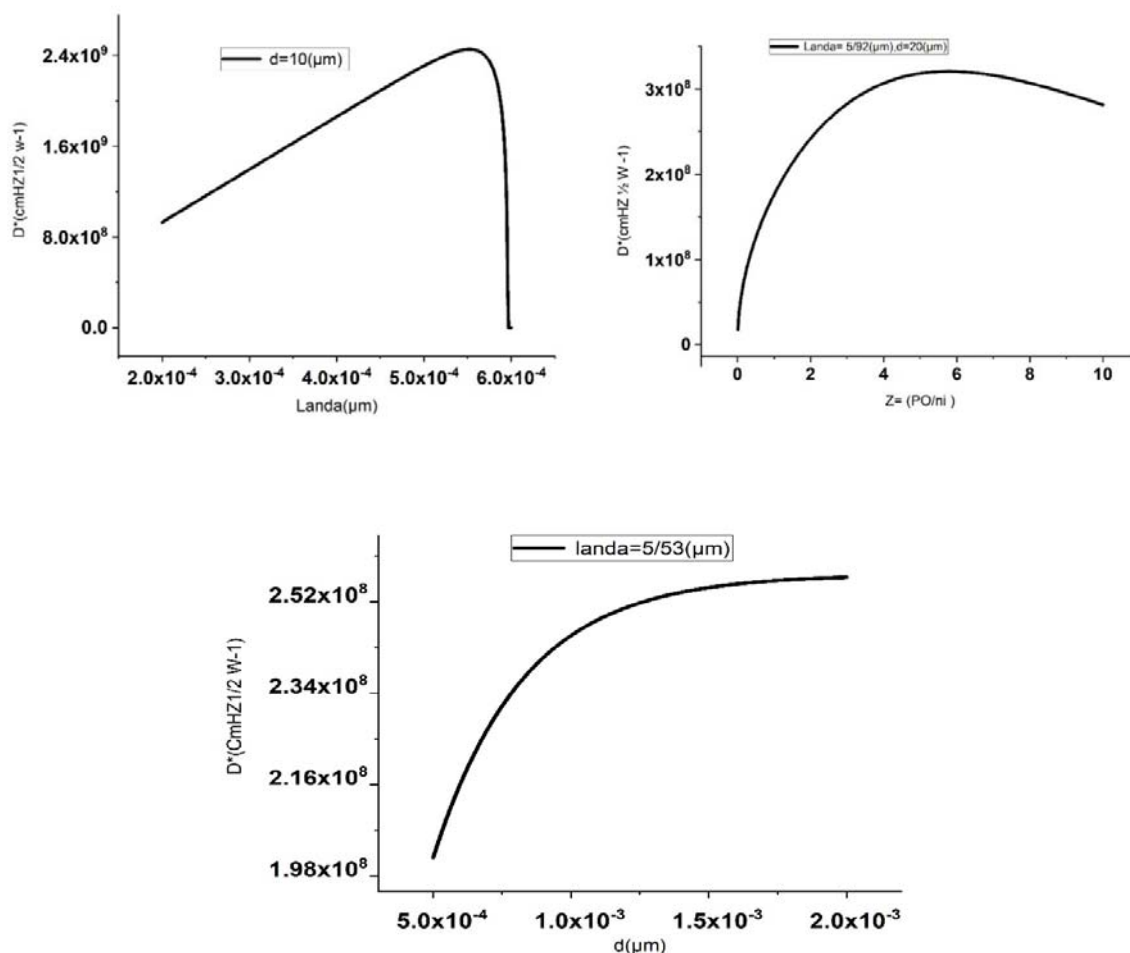 d=10(µm)
2.4x10⁹
1.6x10⁹
8.0x10⁸
0.0
D*(cmHZ1/2 w-1)
2.0x10⁻⁴ 3.0x10⁻⁴ 4.0x10⁻⁴ 5.0x10⁻⁴ 6.0x10⁻⁴
Landa(µm)
Landa= 5/92(µm),d=20(µm)
3x10⁸
2x10⁸
1x10⁸
0
D*(cmHZ ½ W -1)
0 2 4 6 8 10
Z= (PO/ni )
landa=5/53(µm)
2.52x10⁸
2.34x10⁸
2.16x10⁸
1.98x10⁸
D*(CmHZ1/2 W-1)
5.0x10⁻⁴ 1.0x10⁻³ 1.5x10⁻³ 2.0x10⁻³
d(µm)